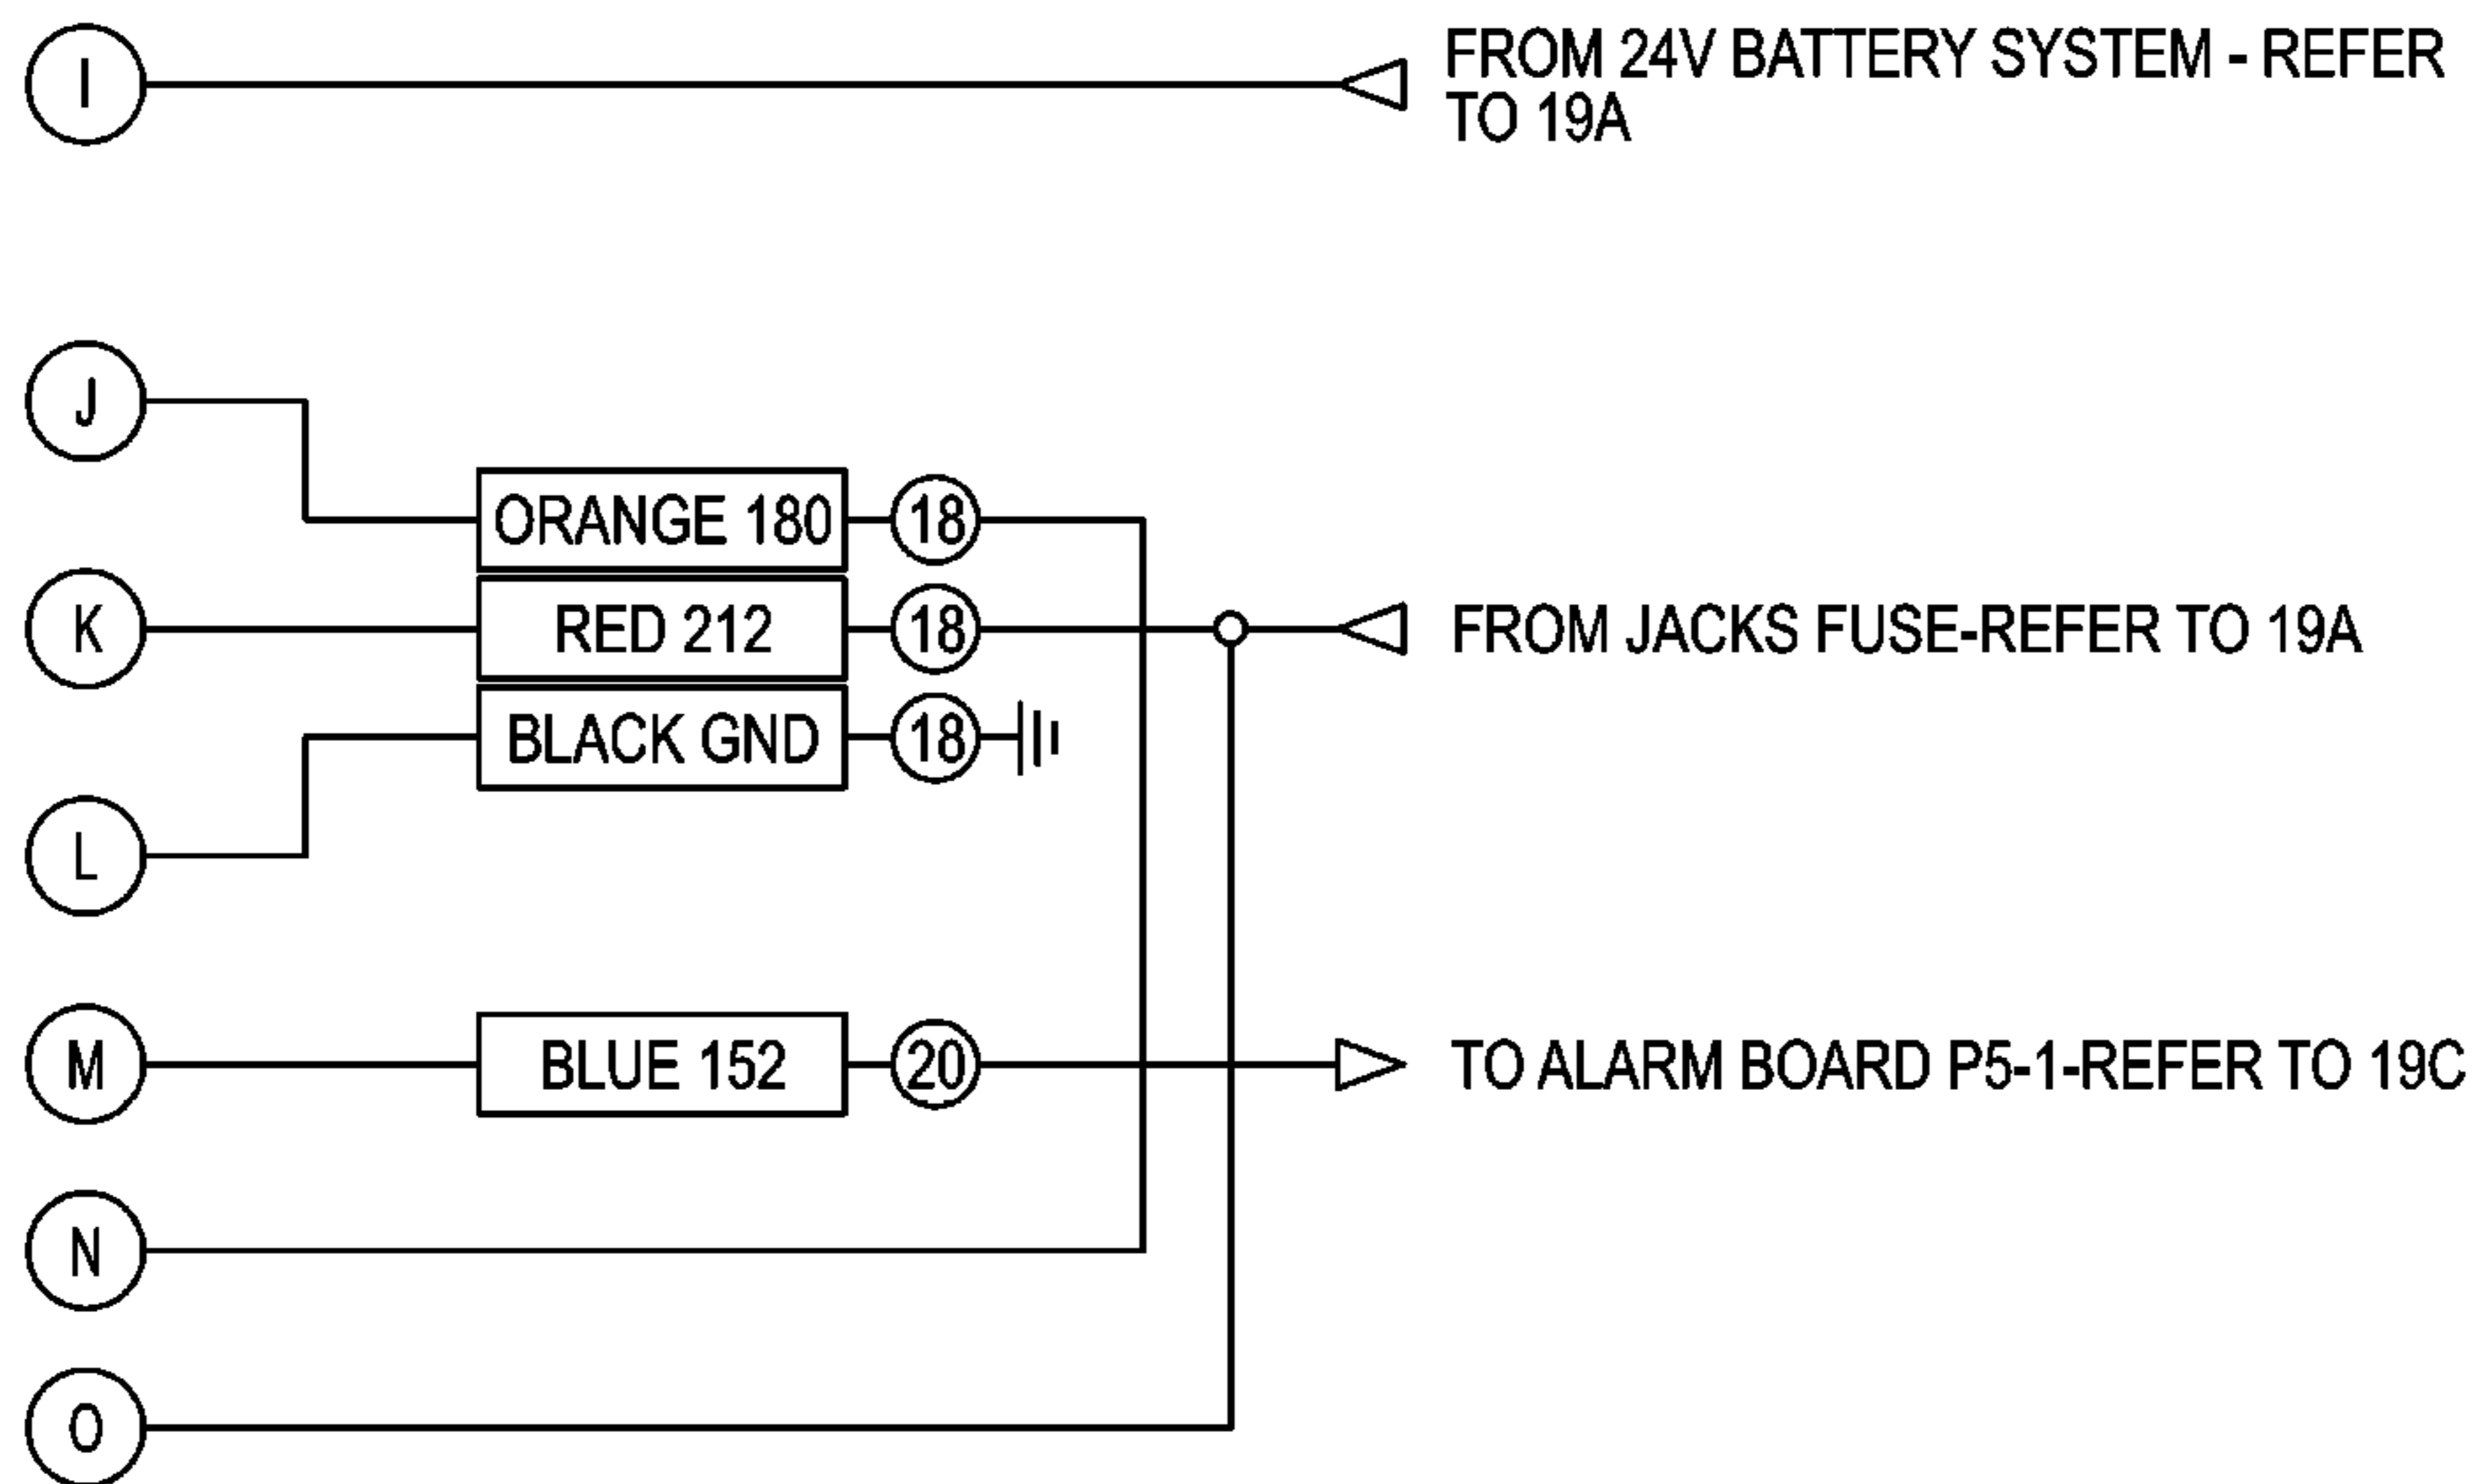 I
FROM 24V BATTERY SYSTEM - REFER
TO 19A
J
ORANGE 180
18
K
RED 212
18
FROM JACKS FUSE-REFER TO 19A
BLACK GND
18
L
M
BLUE 152
20
TO ALARM BOARD P5-1-REFER TO 19C
N
O